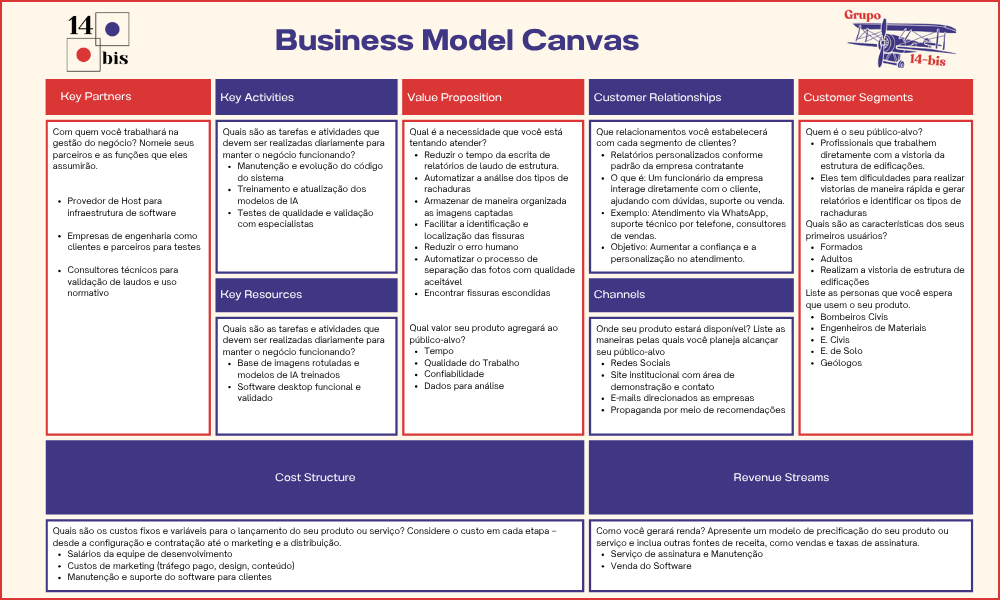 14
bis
Business Model Canvas
Grupo
14-bis
Key Partners
Com quem você trabalhará na
gestão do negócio? Nomeie seus
parceiros e as funções que eles
assumirão.
• Provedor de Host para
infraestrutura de software
• Empresas de engenharia como
clientes e parceiros para testes
• Consultores técnicos para
validação de laudos e uso
normativo
Key Activities
Quais são as tarefas e atividades que
devem ser realizadas diariamente para
manter o negócio funcionando?
• Manutenção e evolução do código
do sistema
• Treinamento e atualização dos
modelos de IA
• Testes de qualidade e validação
com especialistas
Key Resources
Quais são as tarefas e atividades que
devem ser realizadas diariamente para
manter o negócio funcionando?
• Base de imagens rotuladas e
modelos de IA treinados
• Software desktop funcional e
validado
Value Proposition
Qual é a necessidade que você está
tentando atender?
• Reduzir o tempo da escrita de
relatórios de laudo de estrutura.
• Automatizar a análise dos tipos de
rachaduras
• Armazenar de maneira organizada
as imagens captadas
• Facilitar a identificação e
localização das fissuras
• Reduzir o erro humano
• Automatizar o processo de
separação das fotos com qualidade
aceitável
• Encontrar fissuras escondidas
Qual valor seu produto agregará ao
público-alvo?
• Tempo
• Qualidade do Trabalho
• Confiabilidade
• Dados para análise
Customer Relationships
Que relacionamentos você estabelecerá
com cada segmento de clientes?
• Relatórios personalizados conforme
padrão da empresa contratante
• O que é: Um funcionário da empresa
interage diretamente com o cliente,
ajudando com dúvidas, suporte ou venda.
• Exemplo: Atendimento via WhatsApp,
suporte técnico por telefone, consultores
de vendas.
• Objetivo: Aumentar a confiança e a
personalização no atendimento.
Channels
Onde seu produto estará disponível? Liste as
maneiras pelas quais você planeja alcançar
seu público-alvo
• Redes Sociais
• Site institucional com área de
demonstração e contato
• E-mails direcionados as empresas
• Propaganda por meio de recomendações
Customer Segments
Quem é o seu público-alvo?
• Profissionais que trabalhem
diretamente com a vistoria da
estrutura de edificações.
• Eles tem dificuldades para realizar
vistorias de maneira rápida e gerar
relatórios e identificar os tipos de
rachaduras
Quais são as características dos seus
primeiros usuários?
• Formados
• Adultos
• Realizam a vistoria de estrutura de
edificações
Liste as personas que você espera
que usem o seu produto.
• Bombeiros Civis
• Engenheiros de Materiais
• E. Civis
• E. de Solo
• Geólogos
Cost Structure
Quais são os custos fixos e variáveis para o lançamento do seu produto ou serviço? Considere o custo em cada etapa –
desde a configuração e contratação até o marketing e a distribuição.
• Salários da equipe de desenvolvimento
• Custos de marketing (tráfego pago, design, conteúdo)
• Manutenção e suporte do software para clientes
Revenue Streams
Como você gerará renda? Apresente um modelo de precificação do seu produto ou
serviço e inclua outras fontes de receita, como vendas e taxas de assinatura.
• Serviço de assinatura e Manutenção
• Venda do Software